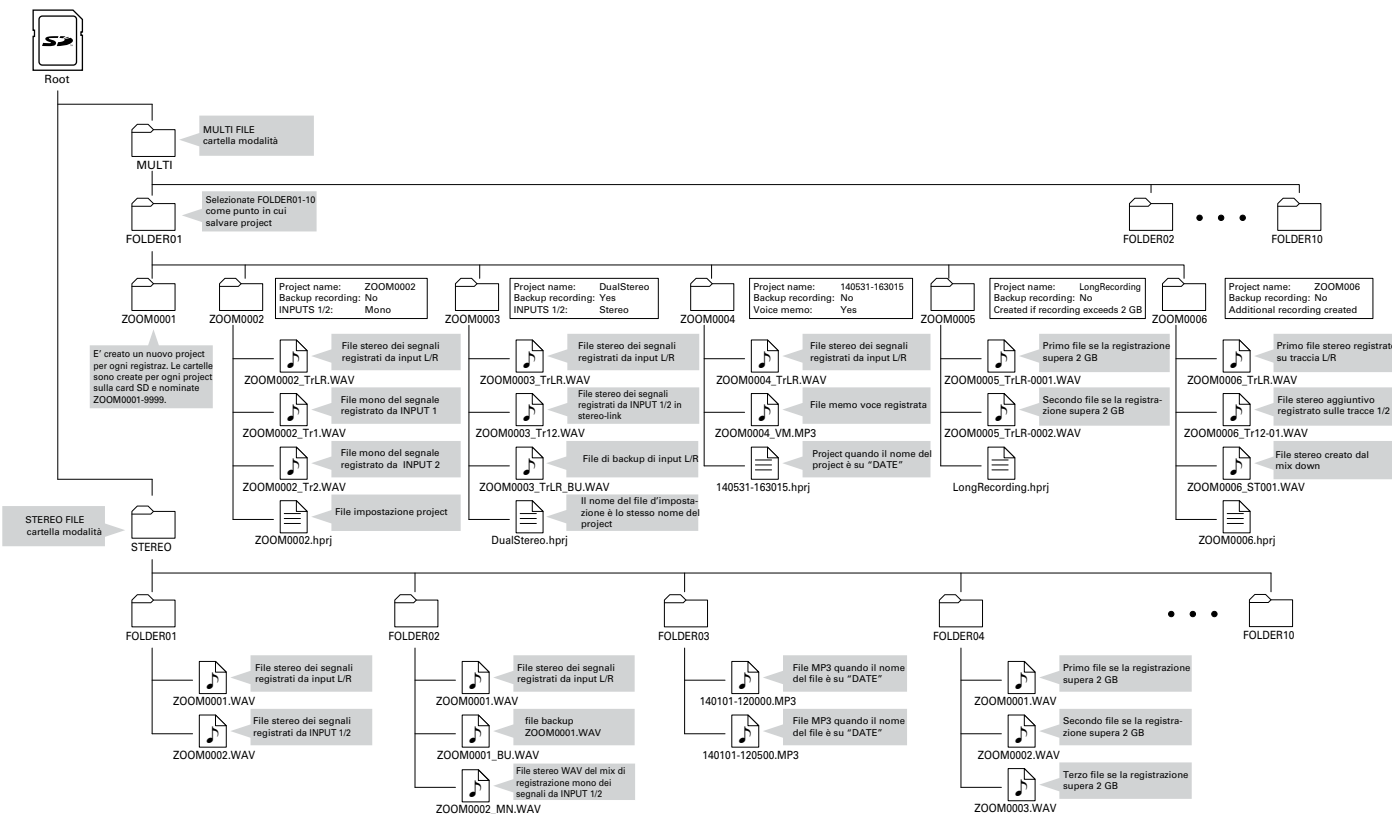 SD
Root
MULTI FILE
cartella modalità
MULTI
Selezionate FOLDER01-10
come punto in cui
salvare project
FOLDER01
FOLDER02
• • •
FOLDER10
ZOOM0001
E' creato un nuovo project
per ogni registraz. Le cartelle
sono create per ogni project
sulla card SD e nominate
ZOOM0001-9999.
ZOOM0002
Project name: ZOOM0002
Backup recording: No
INPUTS 1/2: Mono
File stereo dei segnali
registrati da input L/R
ZOOM0002_TrLR.WAV
File mono del segnale
registrato da INPUT 1
ZOOM0002_Tr1.WAV
File mono del segnale
registrato da INPUT 2
ZOOM0002_Tr2.WAV
File impostazione project
ZOOM0002.hprj
ZOOM0003
Project name: DualStereo
Backup recording: Yes
INPUTS 1/2: Stereo
File stereo dei segnali
registrati da input L/R
ZOOM0003_TrLR.WAV
File stereo dei segnali
registrati da INPUT 1/2 in
stereo-link
ZOOM0003_Tr12.WAV
File di backup di input L/R
ZOOM0003_TrLR_BU.WAV
Il nome del file d'imposta-
zione è lo stesso nome del
project
DualStereo.hprj
ZOOM0004
Project name: 140531-163015
Backup recording: No
Voice memo: Yes
File stereo dei segnali
registrati da input L/R
ZOOM0004_TrLR.WAV
File memo voce registrata
ZOOM0004_VM.MP3
Project quando il nome del
project è su “DATE”
140531-163015.hprj
ZOOM0005
Project name: LongRecording
Backup recording: No
Created if recording exceeds 2 GB
Primo file se la registrazione
supera 2 GB
ZOOM0005_TrLR-0001.WAV
Secondo file se la registra-
zione supera 2 GB
ZOOM0005_TrLR-0002.WAV
LongRecording.hprj
ZOOM0006
Project name: ZOOM006
Backup recording: No
Additional recording created
Primo file stereo registrato
su traccia L/R
ZOOM0006_TrLR.WAV
File stereo aggiuntivo
registrato sulle tracce 1/2
ZOOM0006_Tr12-01.WAV
File stereo creato dal
mix down
ZOOM0006_ST001.WAV
ZOOM0006.hprj
STEREO FILE
cartella modalità
STEREO
FOLDER01
File stereo dei segnali
registrati da input L/R
ZOOM0001.WAV
File stereo dei segnali
registrati da INPUT 1/2
ZOOM0002.WAV
FOLDER02
File stereo dei segnali
registrati da input L/R
ZOOM0001.WAV
file backup
ZOOM0001.WAV
ZOOM0001_BU.WAV
File stereo WAV del mix di
registrazione mono dei
segnali da INPUT 1/2
ZOOM0002_MN.WAV
FOLDER03
File MP3 quando il nome
del file è su “DATE”
140101-120000.MP3
File MP3 quando il nome
del file è su “DATE”
140101-120500.MP3
FOLDER04
Primo file se la registrazione
supera 2 GB
ZOOM0001.WAV
Secondo file se la registra-
zione supera 2 GB
ZOOM0002.WAV
Terzo file se la registrazione
supera 2 GB
ZOOM0003.WAV
• • •
FOLDER10